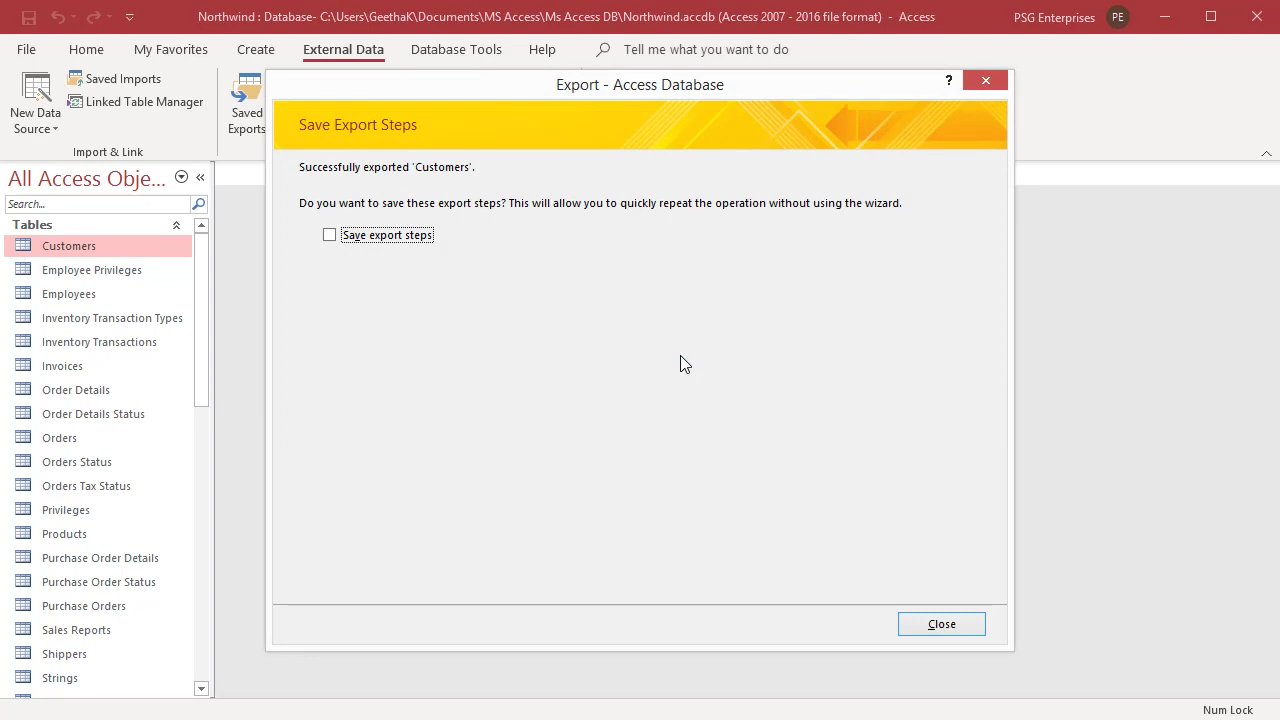 Northwind : Database- C:\Users\GeethaK\Documents\MS Access\Ms Access DB\Northwind.accdb (Access 2007 - 2016 file format) - Access
PSG Enterprises
PE
File
Home
My Favorites
Create
External Data
Database Tools
Help
Tell me what you want to do
New Data
Source
Saved Imports
Linked Table Manager
Import & Link
Saved
Exports
Export - Access Database
?
Save Export Steps
Successfully exported 'Customers'.
Do you want to save these export steps? This will allow you to quickly repeat the operation without using the wizard.
Save export steps
Close
All Access Obje...
Search...
Tables
Customers
Employee Privileges
Employees
Inventory Transaction Types
Inventory Transactions
Invoices
Order Details
Order Details Status
Orders
Orders Status
Orders Tax Status
Privileges
Products
Purchase Order Details
Purchase Order Status
Purchase Orders
Sales Reports
Shippers
Strings
Num Lock